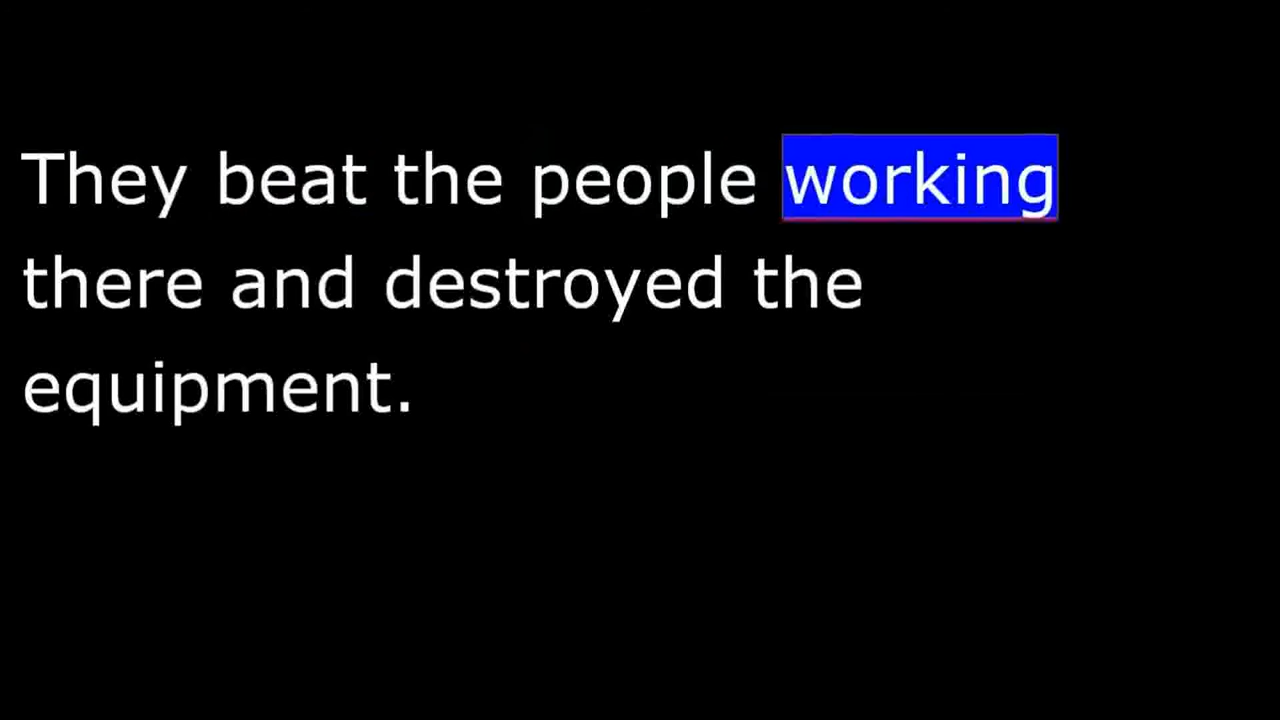 They beat the people working
there and destroyed the
equipment.